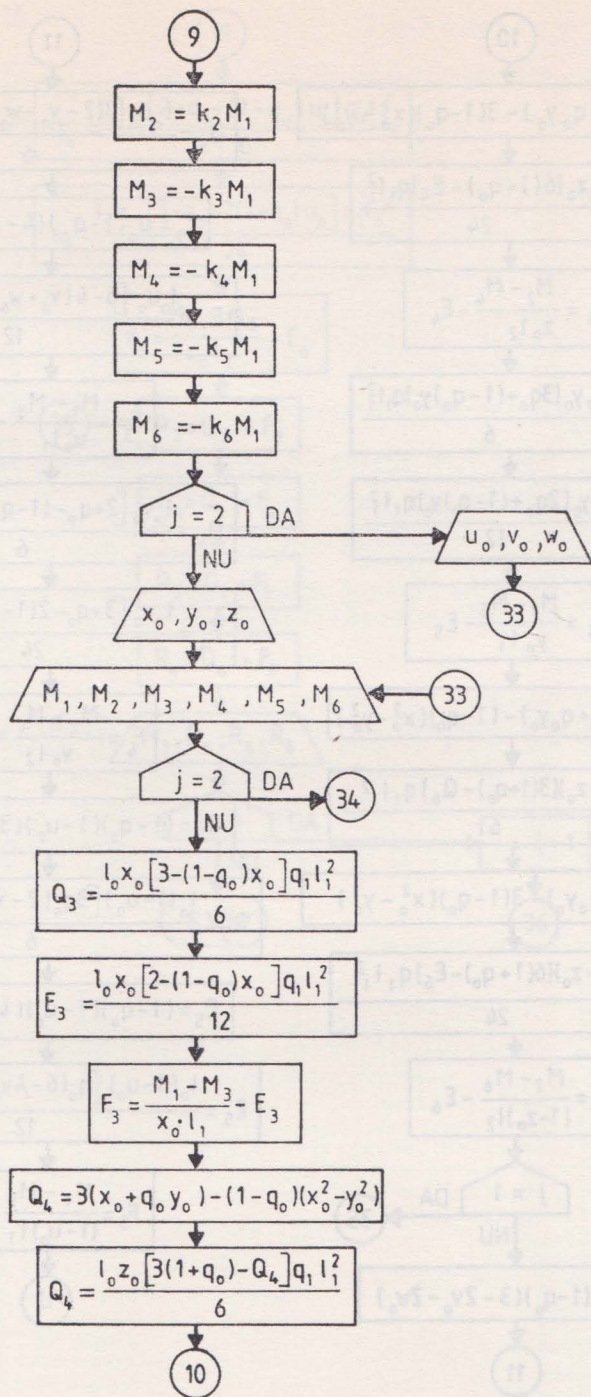 9
M₂ = k₂M₁
M₃ = -k₃M₁
M₄ = -k₄M₁
M₅ = -k₅M₁
M₆ = -k₆M₁
j = 2 DA
NU
u₀, v₀, w₀
33
x₀, y₀, z₀
M₁, M₂, M₃, M₄, M₅, M₆
33
j = 2 DA
34
NU
Q₃ = l₀x₀[3-(1-q₀)x₀]q₁l₁² / 6
E₃ = l₀x₀[2-(1-q₀)x₀]q₁l₁² / 12
F₃ = (M₁-M₃) / (x₀·l₁) - E₃
Q₄ = 3(x₀+q₀y₀)-(1-q₀)(x₀²-y₀²)
Q₄ = l₀z₀[3(1+q₀)-Q₄]q₁l₁² / 6
10